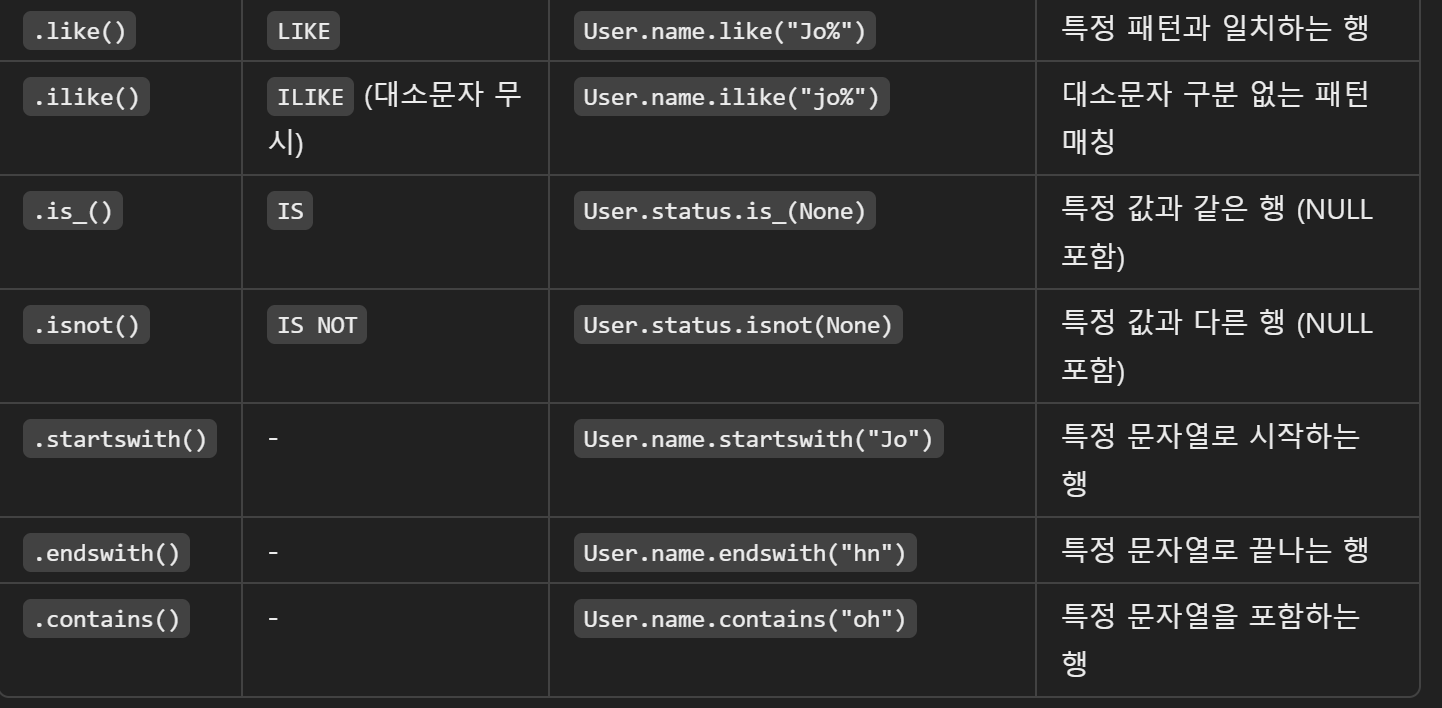 .like() LIKE User.name.like("Jo%") 특정 패턴과 일치하는 행
.ilike() ILIKE (대소문자 무 User.name.ilike("jo%") 대소문자 구분 없는 패턴
시) 매칭
.is_() IS User.status.is_(None) 특정 값과 같은 행 (NULL
포함)
.isnot() IS NOT User.status.isnot(None) 특정 값과 다른 행 (NULL
포함)
.startswith() - User.name.startswith("Jo") 특정 문자열로 시작하는
행
.endswith() - User.name.endswith("hn") 특정 문자열로 끝나는 행
.contains() - User.name.contains("oh") 특정 문자열을 포함하는
행